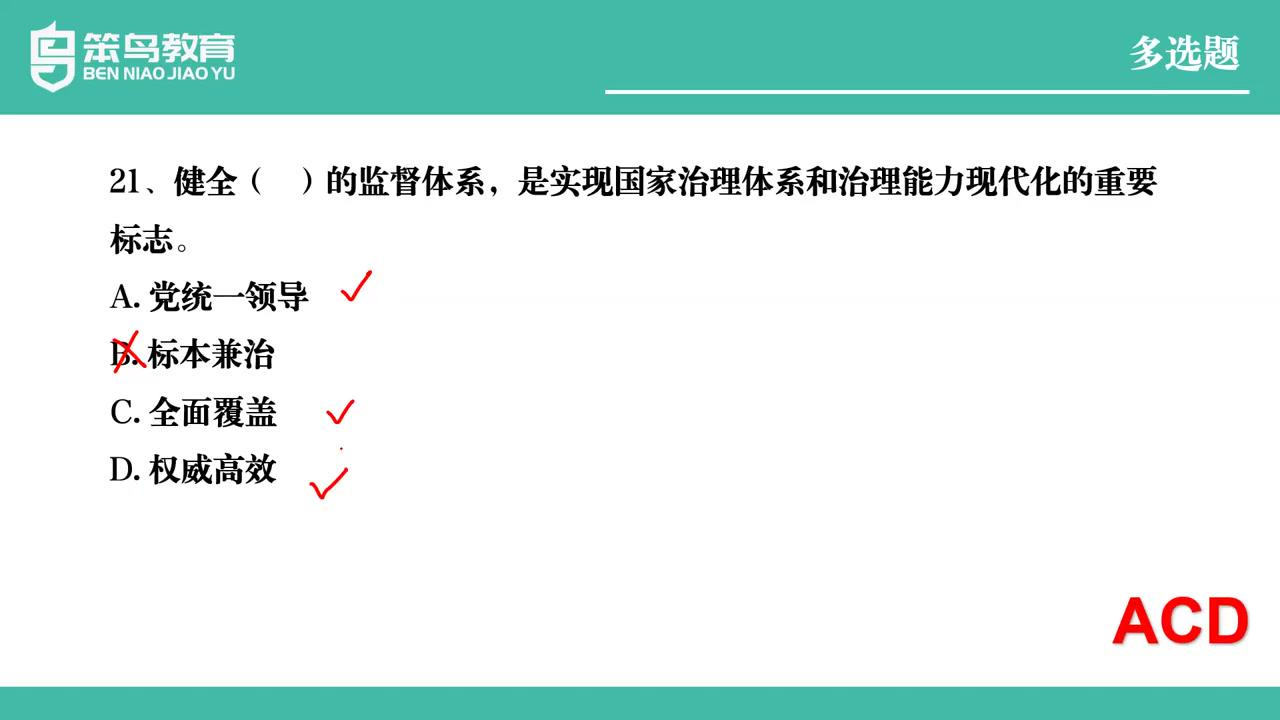 笨鸟教育
BEN NIAO JIAO YU
多选题
21、健全（　）的监督体系，是实现国家治理体系和治理能力现代化的重要
标志。
A. 党统一领导
B. 标本兼治
C. 全面覆盖
D. 权威高效
ACD